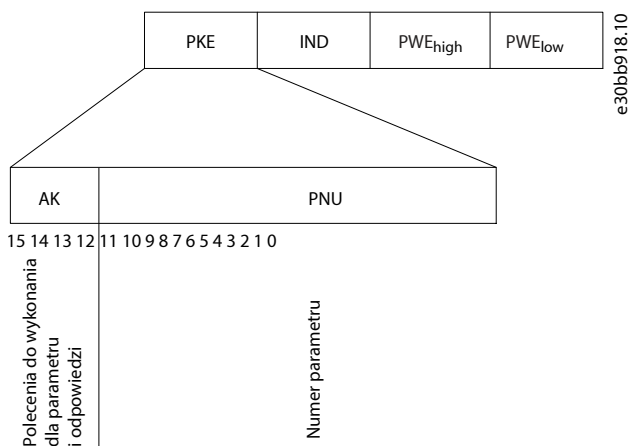 PKE IND PWEhigh PWElow
e30bb918.10
AK PNU
15 14 13 12 11 10 9 8 7 6 5 4 3 2 1 0
Polecenia do wykonania
dla parametru
i odpowiedzi
Numer parametru